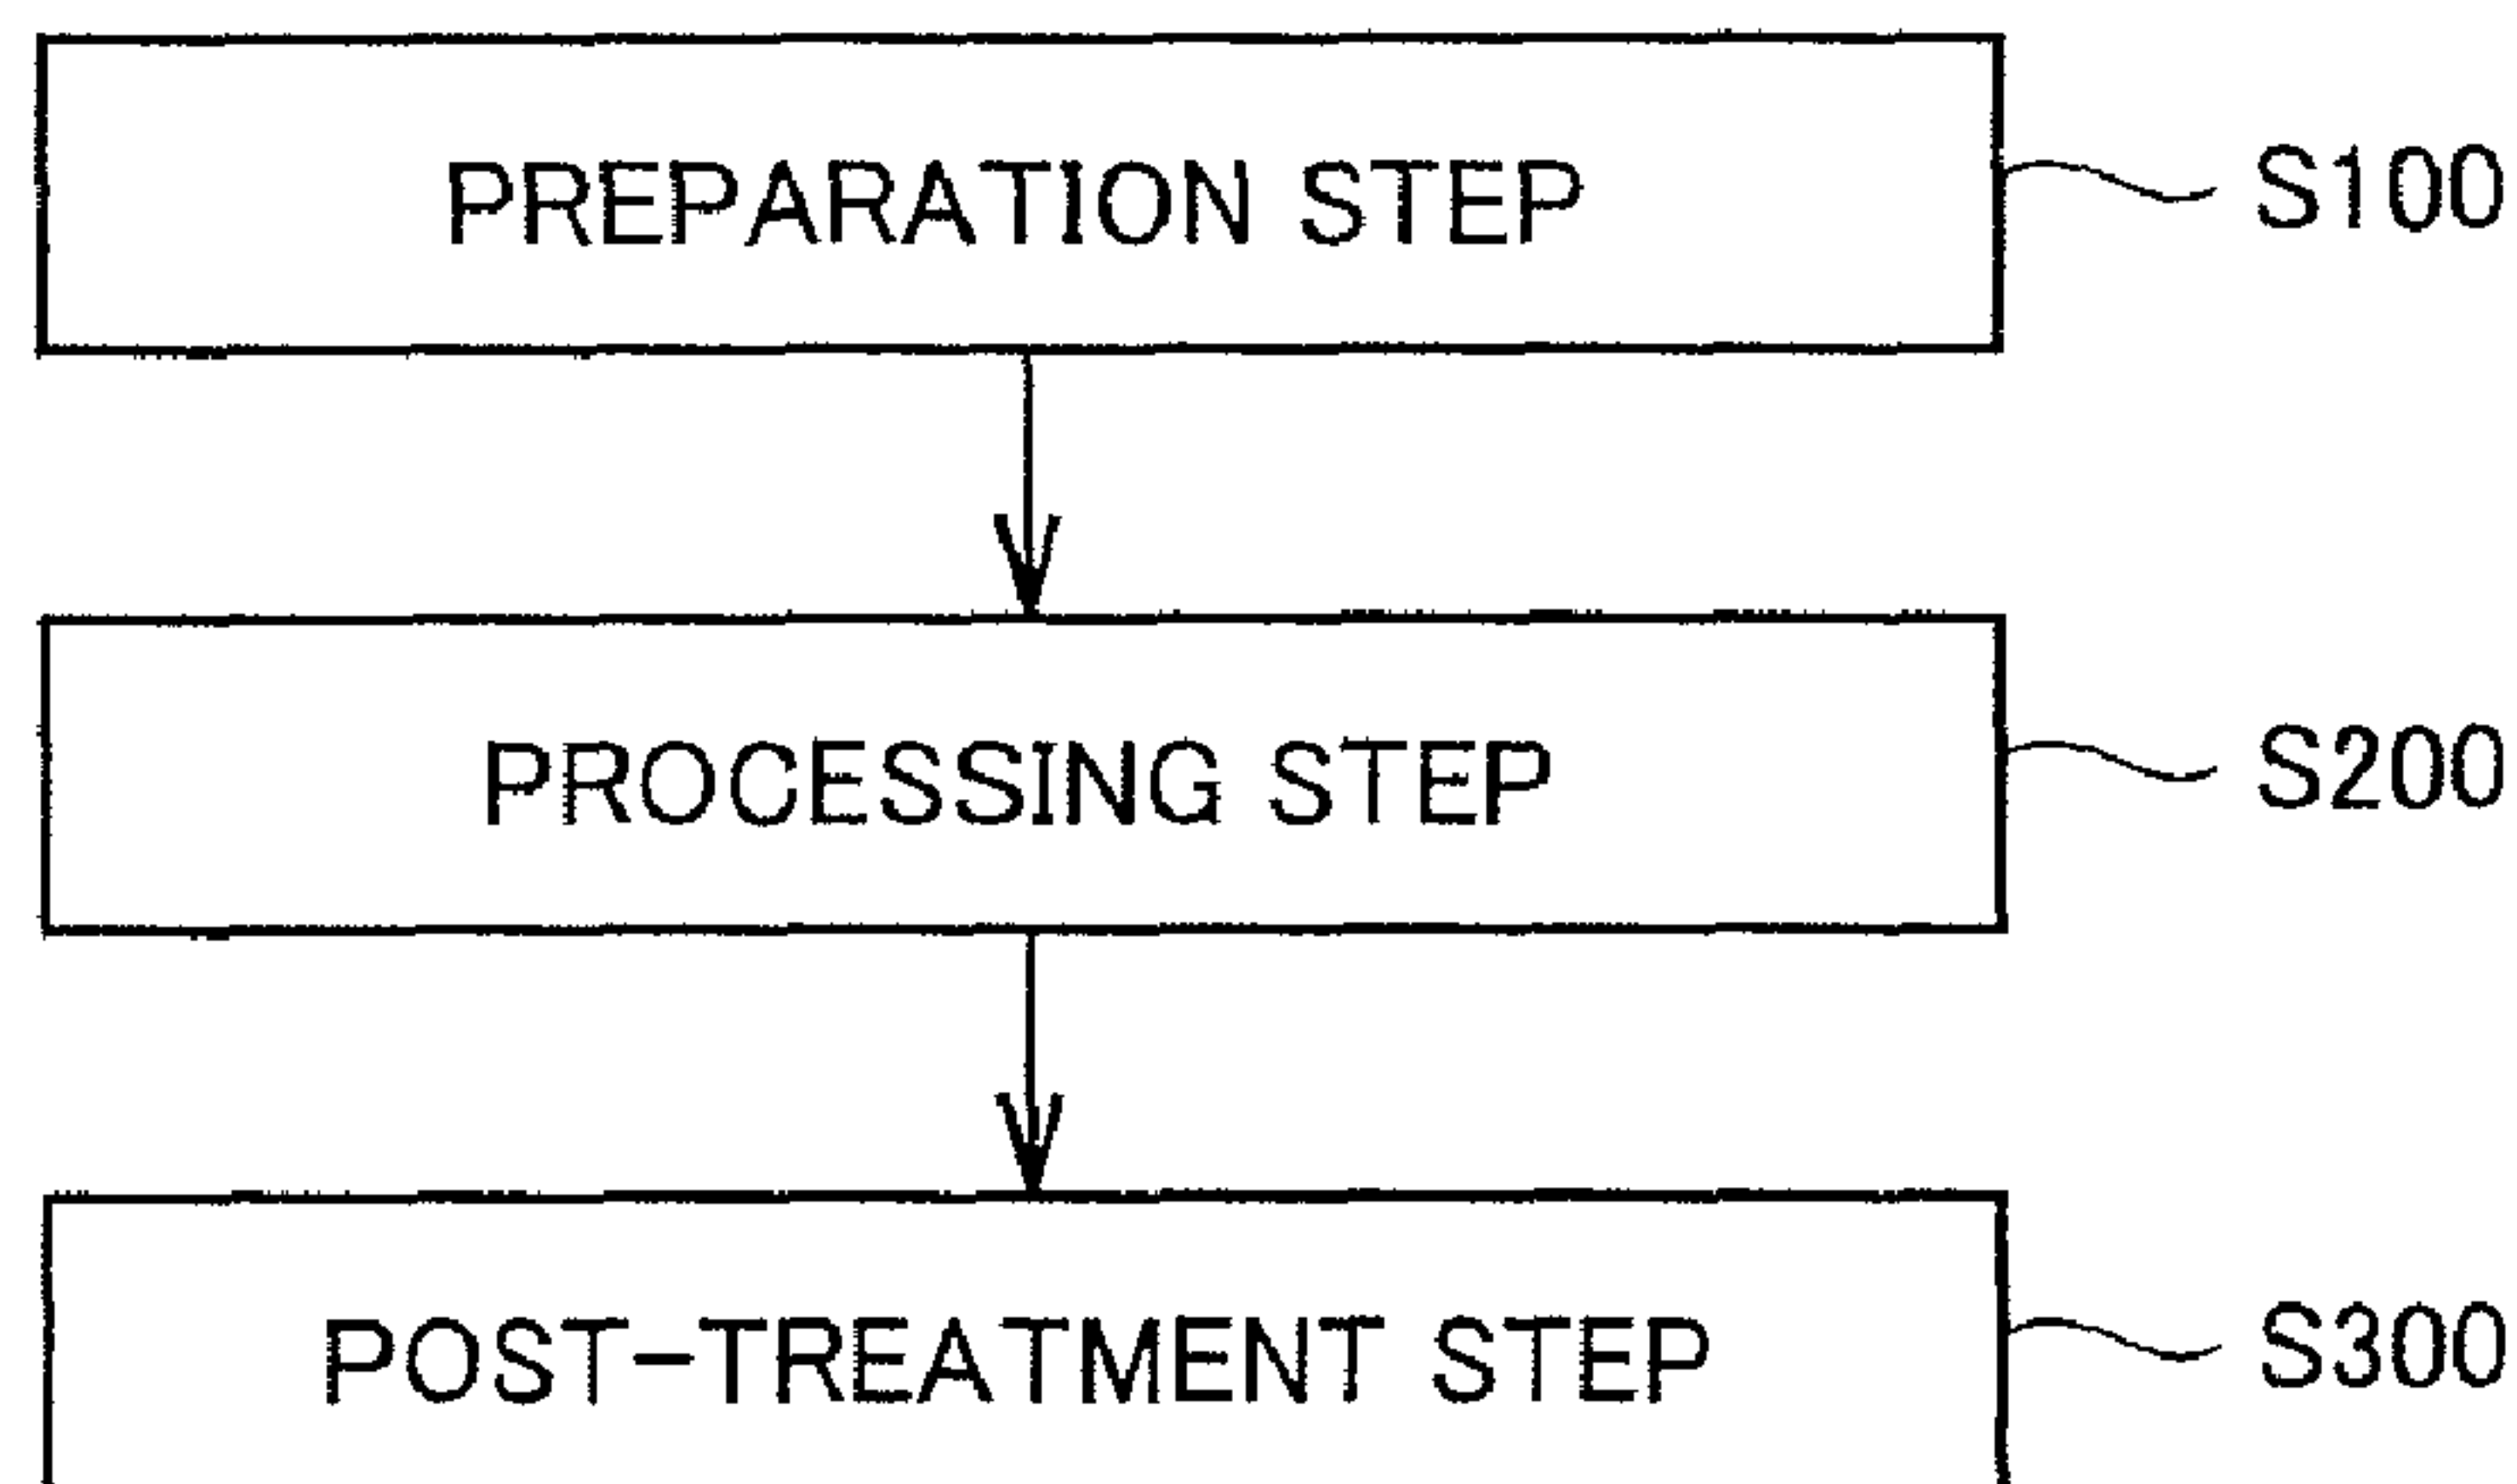 PREPARATION STEP S100
PROCESSING STEP S200
POST-TREATMENT STEP S300